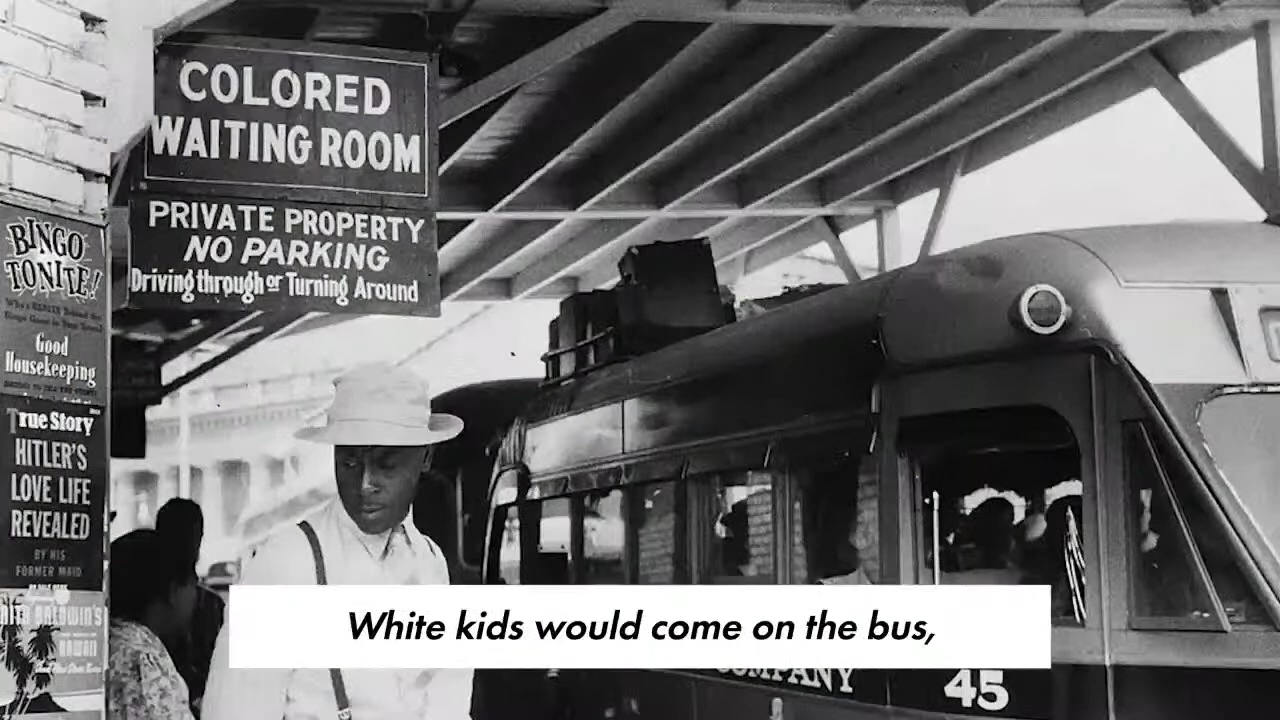 COLORED
WAITING ROOM
PRIVATE PROPERTY
NO PARKING
Driving through or Turning Around
BINGO
TONITE!
Good
Housekeeping
True Story
HITLER'S
LOVE LIFE
REVEALED
BY HIS
FORMER MAID
BALDWIN'S
COMPANY
45
White kids would come on the bus,